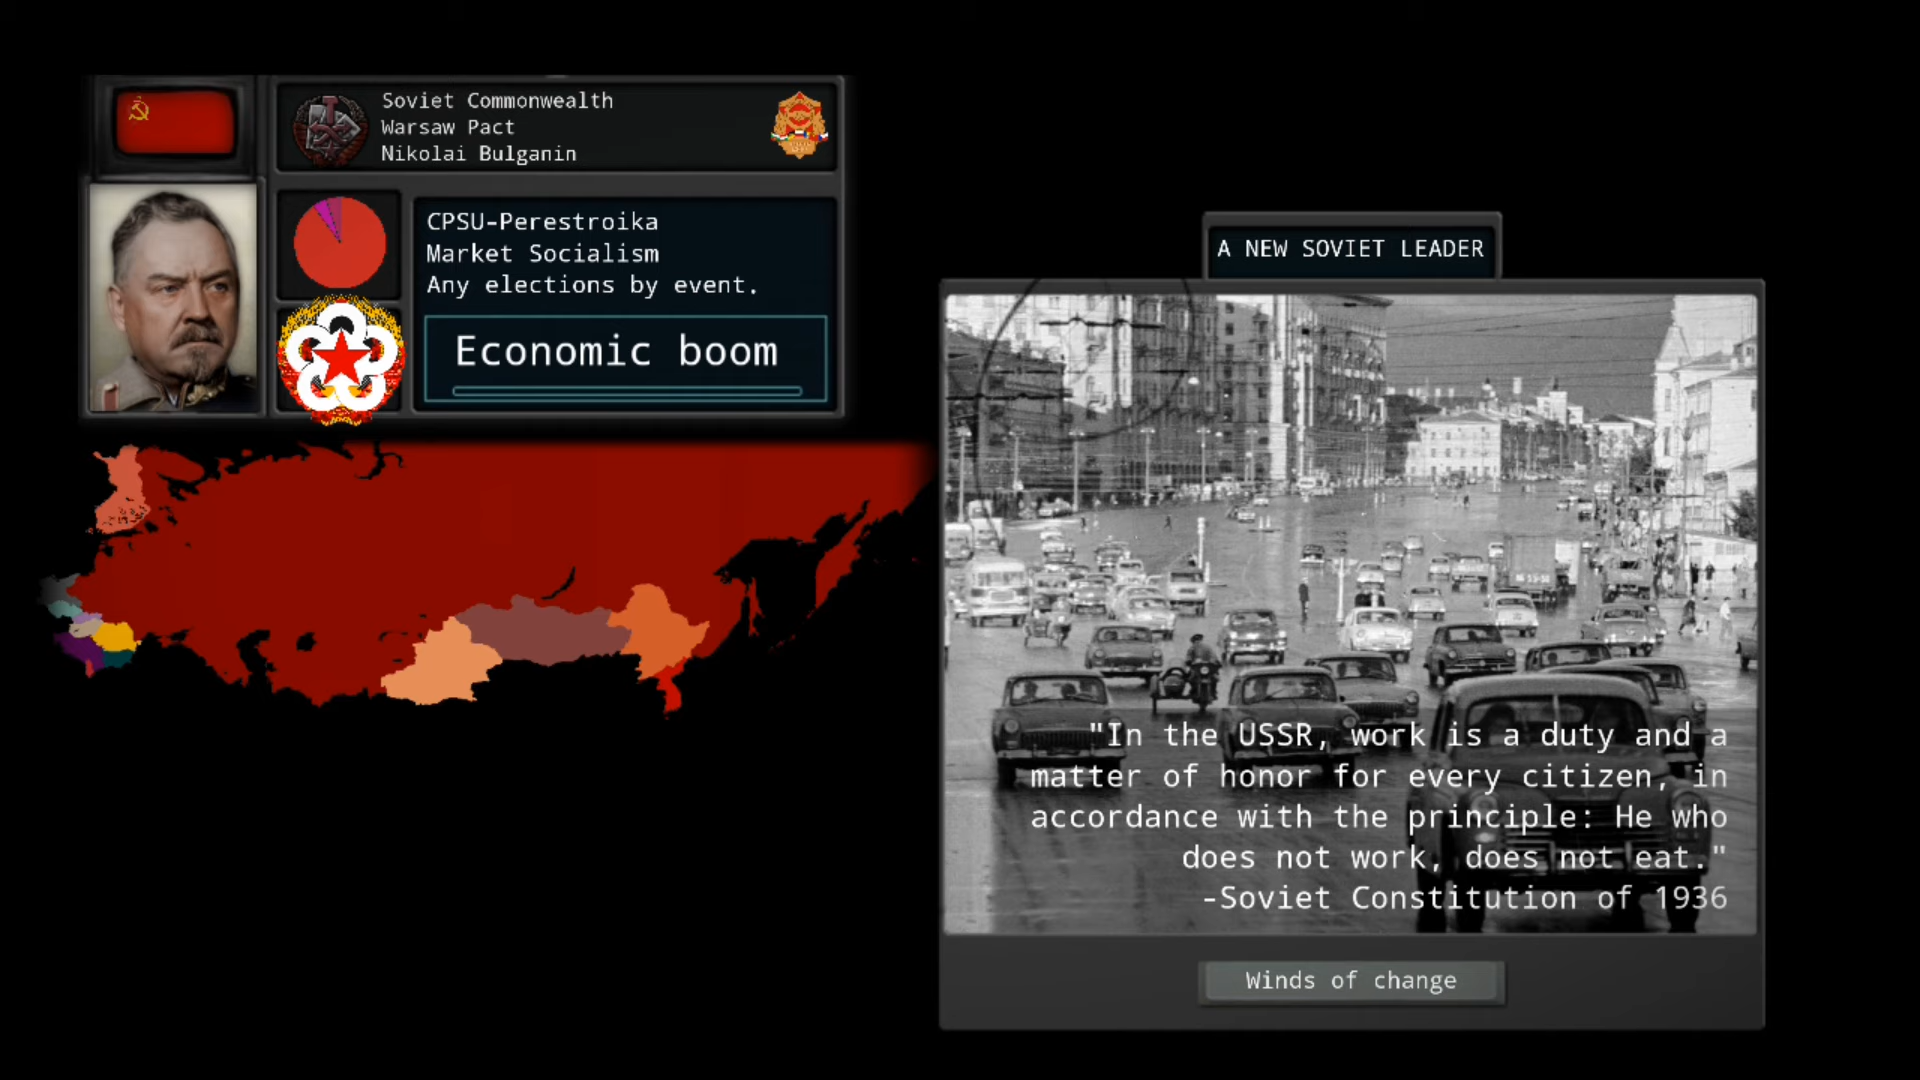 Soviet Commonwealth
Warsaw Pact
Nikolai Bulganin
CPSU-Perestroika
Market Socialism
Any elections by event.
Economic boom
A NEW SOVIET LEADER
"In the USSR, work is a duty and a
matter of honor for every citizen, in
accordance with the principle: He who
does not work, does not eat."
-Soviet Constitution of 1936
Winds of change